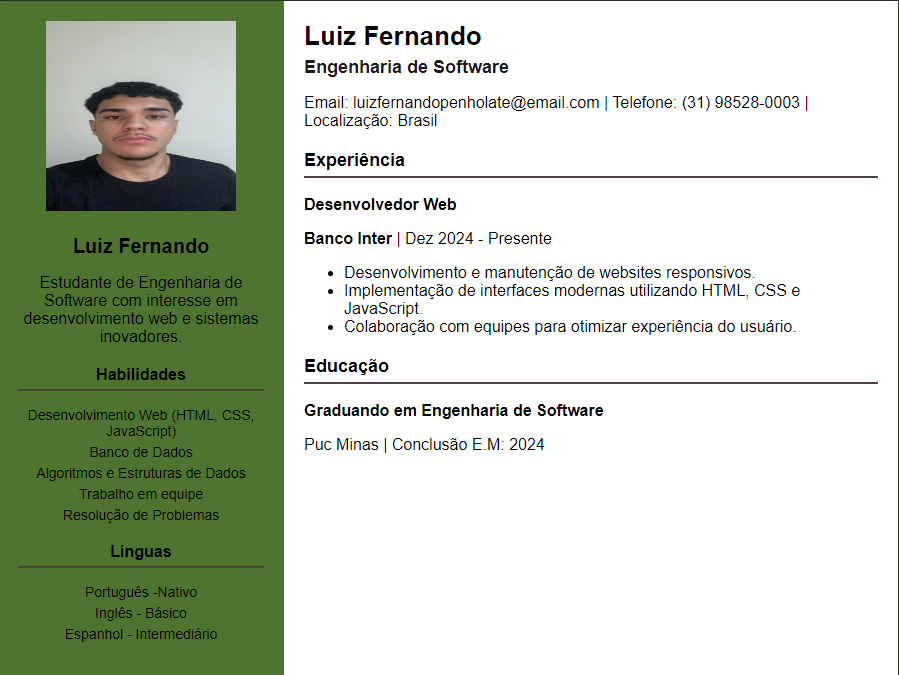 Luiz Fernando
Estudante de Engenharia de
Software com interesse em
desenvolvimento web e sistemas
inovadores.
Habilidades
Desenvolvimento Web (HTML, CSS,
JavaScript)
Banco de Dados
Algoritmos e Estruturas de Dados
Trabalho em equipe
Resolução de Problemas
Línguas
Português -Nativo
Inglês - Básico
Espanhol - Intermediário
Luiz Fernando
Engenharia de Software
Email: luizfernandopenholate@email.com | Telefone: (31) 98528-0003 |
Localização: Brasil
Experiência
Desenvolvedor Web
Banco Inter | Dez 2024 - Presente
• Desenvolvimento e manutenção de websites responsivos.
• Implementação de interfaces modernas utilizando HTML, CSS e
JavaScript.
• Colaboração com equipes para otimizar experiência do usuário.
Educação
Graduando em Engenharia de Software
Puc Minas | Conclusão E.M: 2024